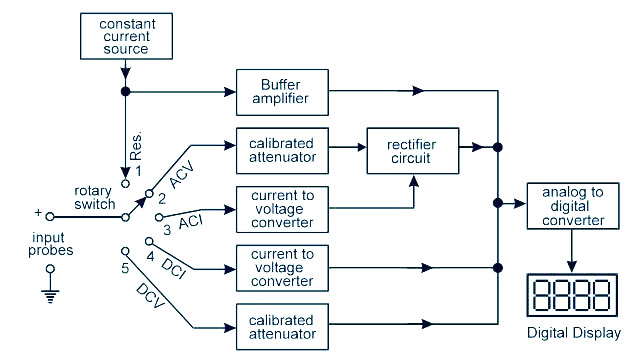 constant
current
source
Buffer
amplifier
Res.
1
calibrated
attenuator
rectifier
circuit
rotary
switch
2
ACV
+
3
ACI
current to
voltage
converter
analog to
digital
converter
input
probes
4
DCI
current to
voltage
converter
5
DCV
8888
calibrated
attenuator
Digital Display